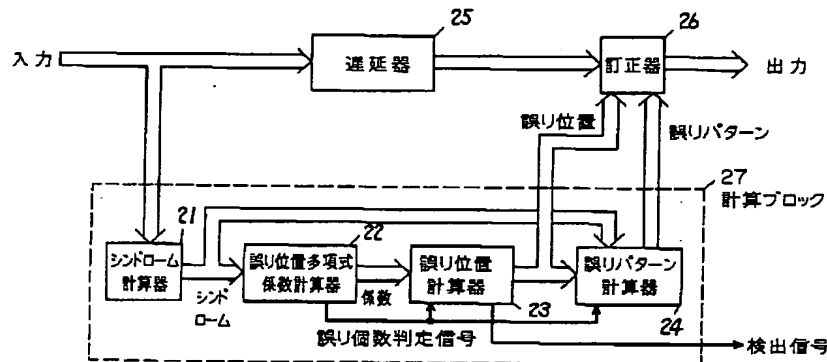 25
26
入力
遅延器
訂正器
出力
誤り位置
誤りパターン
27
計算ブロック
21
22
シンドローム
計算器
誤り位置多項式
係数計算器
誤り位置
計算器
誤りパターン
計算器
シンド
ローム
係数
23
24
誤り個数判定信号
検出信号